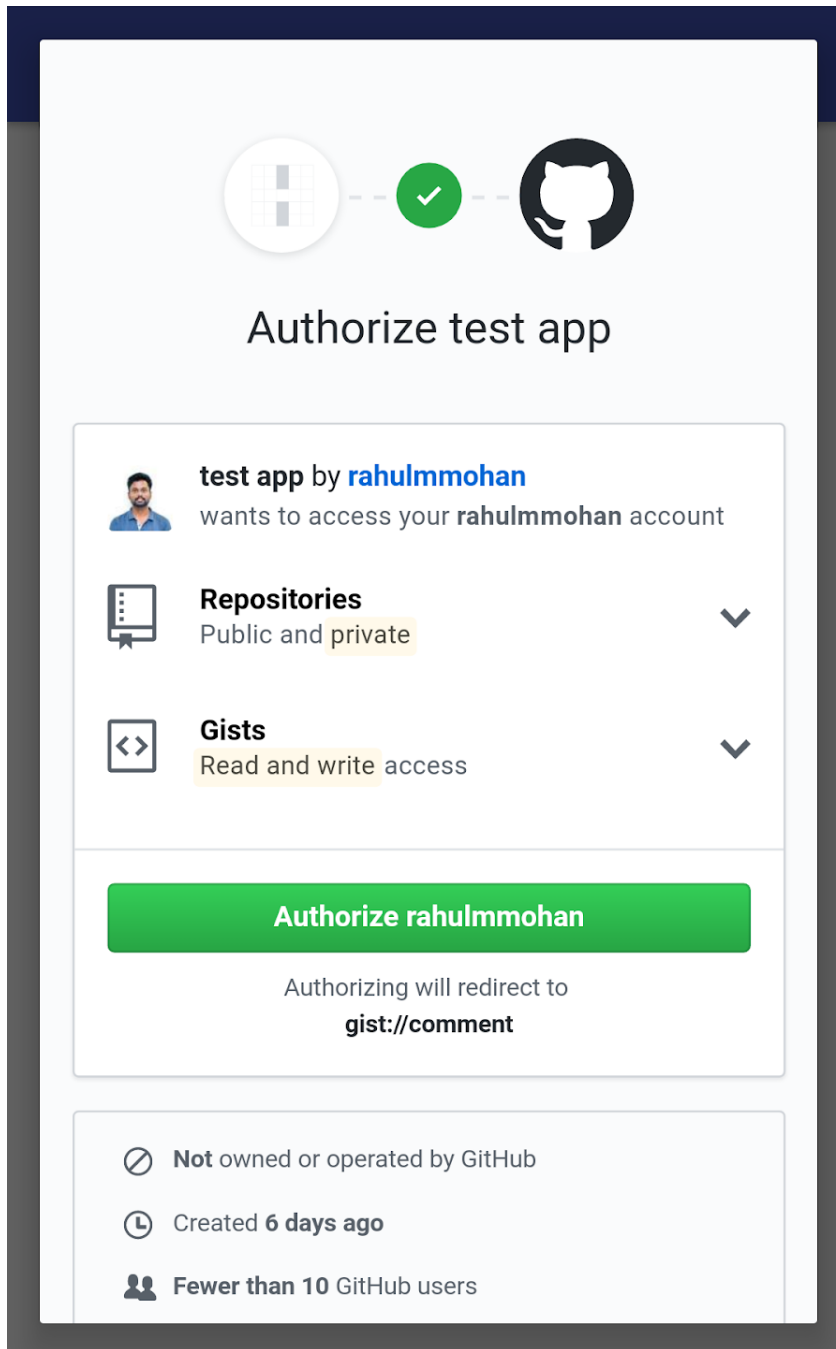 Authorize test app
test app by rahulmmohan
wants to access your rahulmmohan account
Repositories
Public and private
Gists
Read and write access
Authorize rahulmmohan
Authorizing will redirect to
gist://comment
Not owned or operated by GitHub
Created 6 days ago
Fewer than 10 GitHub users